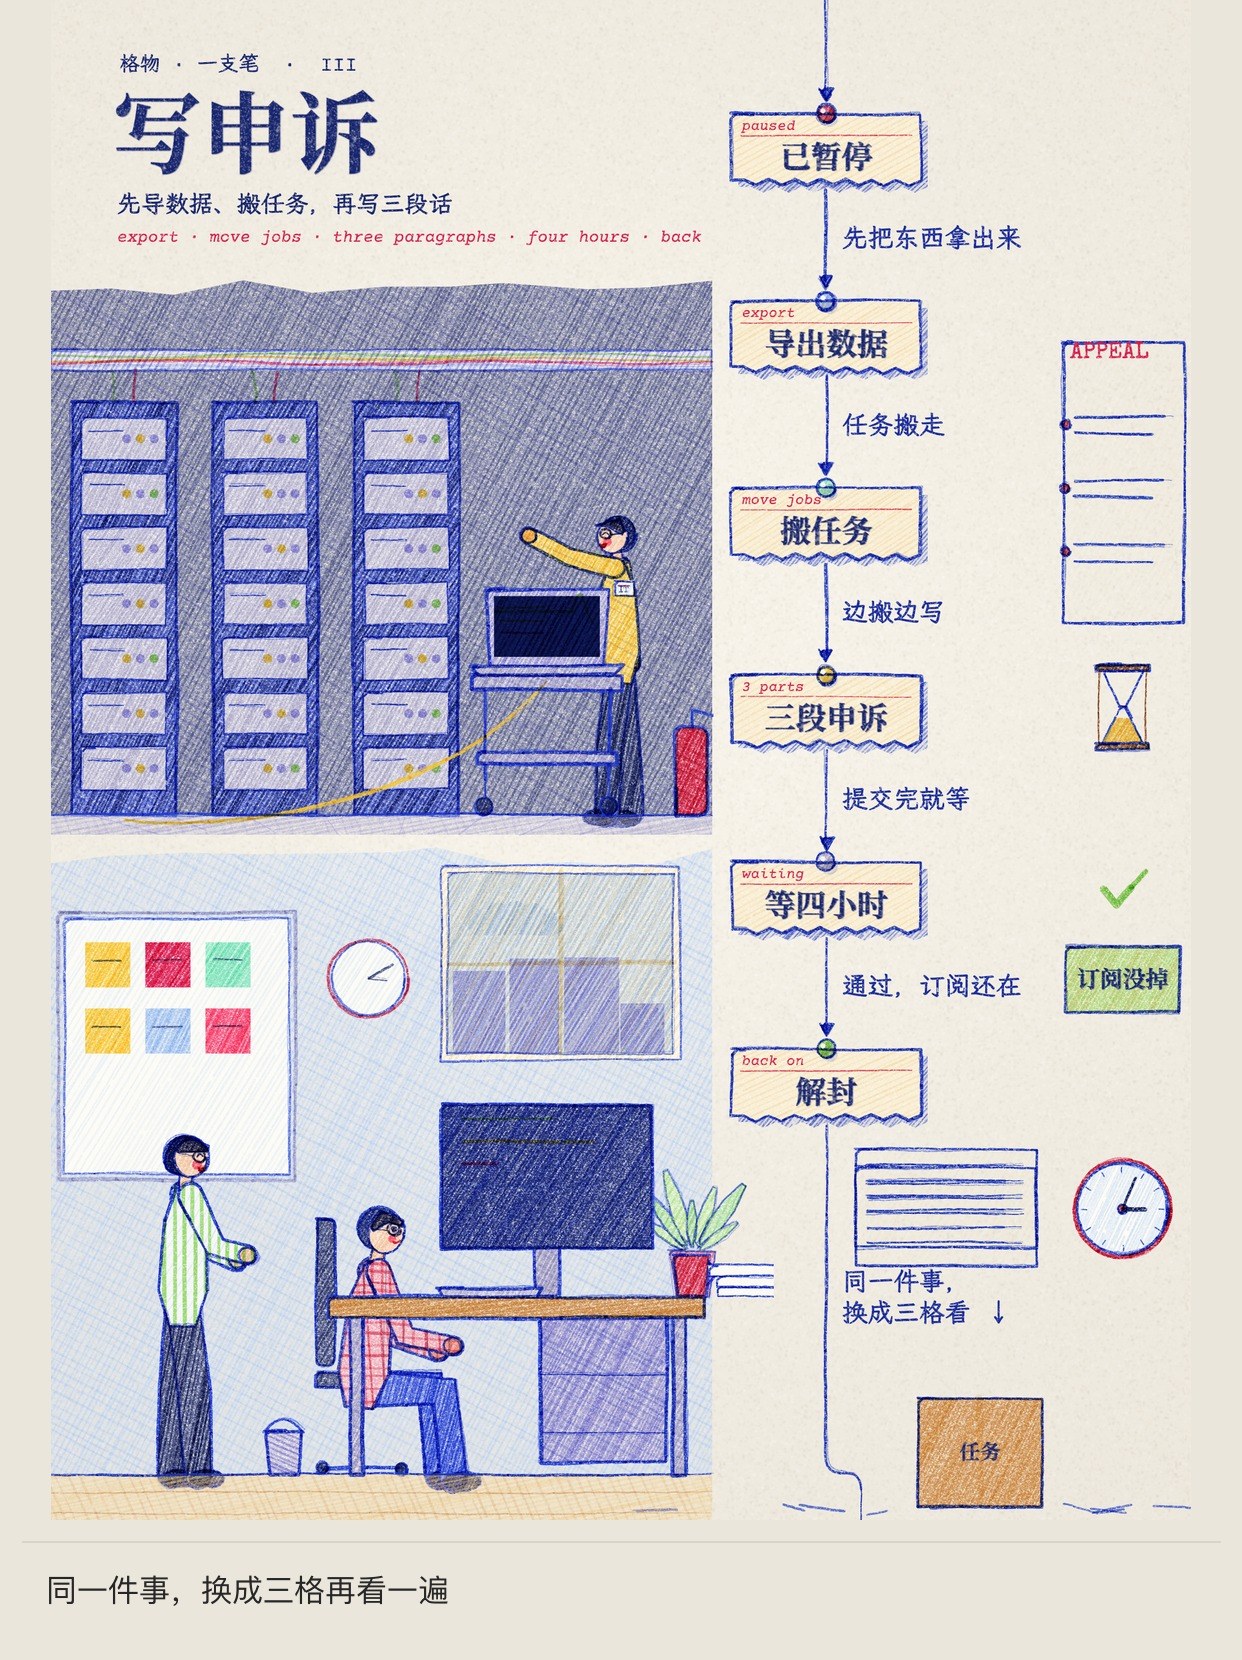 格物 · 一支笔 · III
写申诉
先导数据、搬任务，再写三段话
export · move jobs · three paragraphs · four hours · back
paused
已暂停
先把东西拿出来
export
导出数据
APPEAL
任务搬走
move jobs
搬任务
IT
边搬边写
3 parts
三段申诉
提交完就等
waiting
等四小时
通过，订阅还在
订阅没掉
back on
解封
同一件事，
换成三格看 ↓
任务
同一件事，换成三格再看一遍